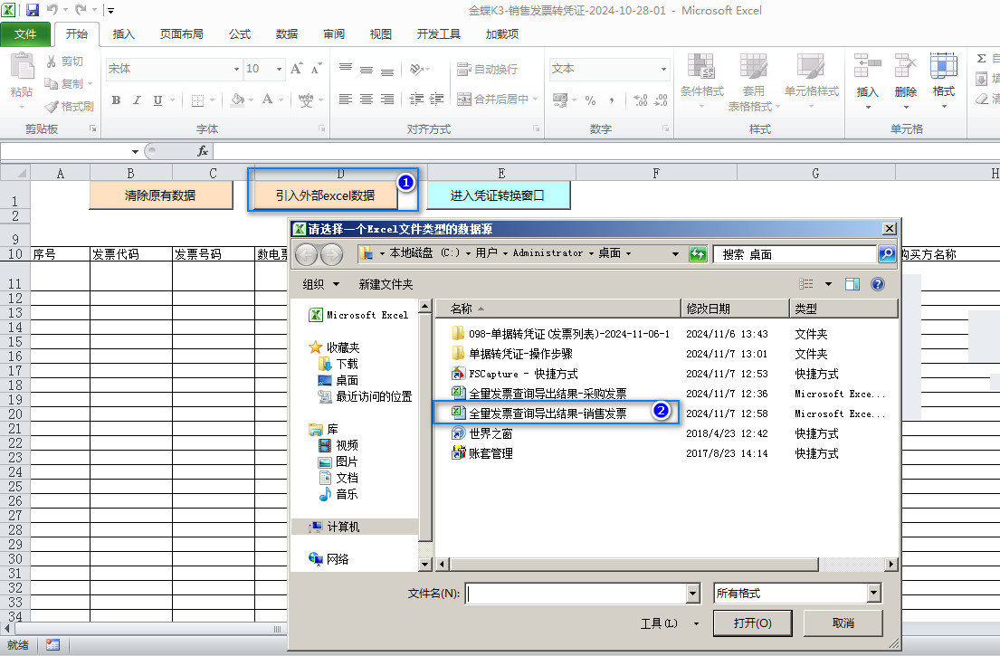 金蝶K3-销售发票转凭证-2024-10-28-01 - Microsoft Excel
文件 开始 插入 页面布局 公式 数据 审阅 视图 开发工具 加载项
粘贴 剪切 复制 格式刷
宋体 10 B I U A A A wén 文
自动换行 合并后居中
文本 % ,
条件格式 套用 表格格式 单元格样式
插入 删除 格式
Σ 自
剪贴板 字体 对齐方式 数字 样式 单元格
fx
A B C D E F G H
1 清除原有数据 引入外部excel数据 1 进入凭证转换窗口
2
9
10 序号 发票代码 发票号码 数电票 购买方名称
11
12
13
14
15
16
17
18
19
20
21
22
23
24
25
26
27
28
29
30
31
32
33
34
请选择一个Excel文件类型的数据源
本地磁盘 (C:) 用户 Administrator 桌面 搜索 桌面
组织 新建文件夹
Microsoft Excel
收藏夹
下载
桌面
最近访问的位置
库
视频
图片
文档
音乐
计算机
网络
名称 修改日期 类型
098-单据转凭证(发票列表)-2024-11-06-1 2024/11/6 13:43 文件夹
单据转凭证-操作步骤 2024/11/7 13:01 文件夹
FSCapture - 快捷方式 2024/11/7 12:53 快捷方式
全量发票查询导出结果-采购发票 2024/11/7 12:36 Microsoft Exce...
全量发票查询导出结果-销售发票 2 2024/11/7 12:58 Microsoft Exce...
世界之窗 2018/4/23 12:42 快捷方式
账套管理 2017/8/23 14:14 快捷方式
文件名(N): 所有格式
工具(L) 打开(O) 取消
就绪